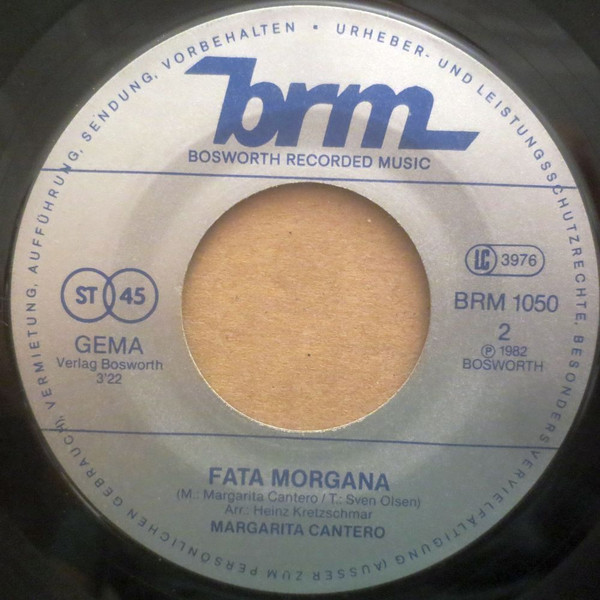 URHEBER- UND LEISTUNGSSCHUTZRECHTE, BESONDERS VERVIELFÄLTIGUNG (AUSSER ZUM PERSÖNLICHEN GEBRAUCH), VERMIETUNG, AUFFÜHRUNG, SENDUNG, VORBEHALTEN •
brm
BOSWORTH RECORDED MUSIC
LC 3976
ST 45
BRM 1050
GEMA
2
Verlag Bosworth
Ⓟ 1982
3'22
BOSWORTH
FATA MORGANA
(M.: Margarita Cantero / T.: Sven Olsen)
Arr.: Heinz Kretzschmar
MARGARITA CANTERO